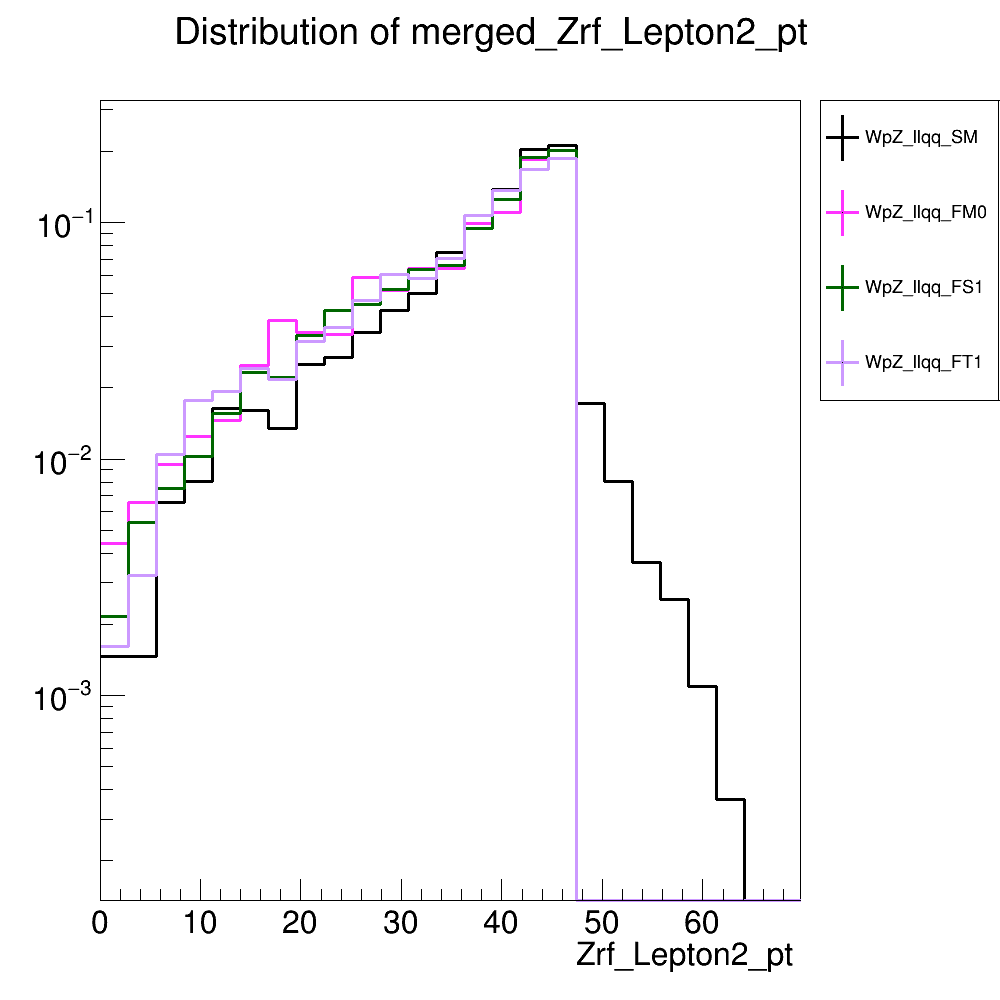 Distribution of merged_Zrf_Lepton2_pt
WpZ_llqq_SM
WpZ_llqq_FM0
WpZ_llqq_FS1
WpZ_llqq_FT1
10⁻¹
10⁻²
10⁻³
0 10 20 30 40 50 60
Zrf_Lepton2_pt